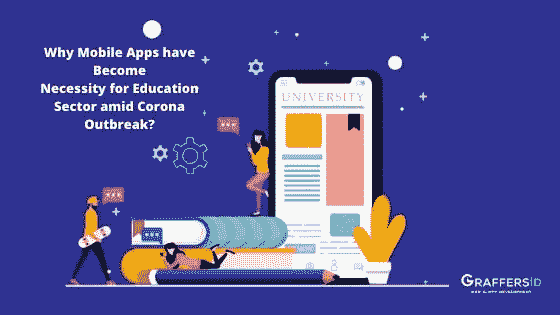 Why Mobile Apps have
Become
Necessity for Education
Sector amid Corona
Outbreak?
UNIVERSITY
GRAFFERSID